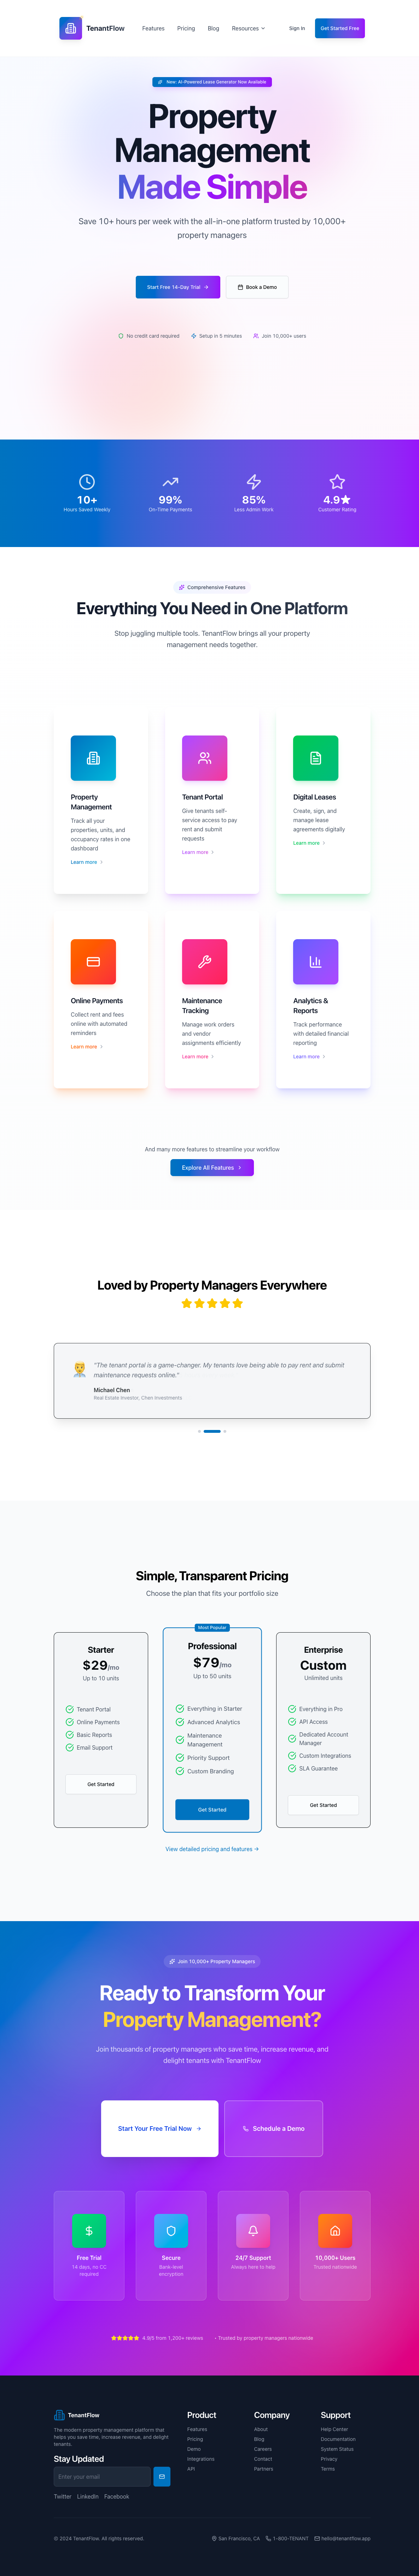 TenantFlow
Features
Pricing
Blog
Resources
Sign In
Get Started Free
New: AI-Powered Lease Generator Now Available
Property
Management
Made Simple
Save 10+ hours per week with the all-in-one platform trusted by 10,000+
property managers
Start Free 14-Day Trial
Book a Demo
No credit card required
Setup in 5 minutes
Join 10,000+ users
10+
Hours Saved Weekly
99%
On-Time Payments
85%
Less Admin Work
4.9★
Customer Rating
Comprehensive Features
Everything You Need in One Platform
Stop juggling multiple tools. TenantFlow brings all your property
management needs together.
Property
Management
Track all your
properties, units, and
occupancy rates in one
dashboard
Learn more
Tenant Portal
Give tenants self-
service access to pay
rent and submit
requests
Learn more
Digital Leases
Create, sign, and
manage lease
agreements digitally
Learn more
Online Payments
Collect rent and fees
online with automated
reminders
Learn more
Maintenance
Tracking
Manage work orders
and vendor
assignments efficiently
Learn more
Analytics &
Reports
Track performance
with detailed financial
reporting
Learn more
And many more features to streamline your workflow
Explore All Features
Loved by Property Managers Everywhere
"The tenant portal is a game-changer. My tenants love being able to pay rent and submit
maintenance requests online."
Michael Chen
Real Estate Investor, Chen Investments
Simple, Transparent Pricing
Choose the plan that fits your portfolio size
Starter
$29/mo
Up to 10 units
Tenant Portal
Online Payments
Basic Reports
Email Support
Get Started
Most Popular
Professional
$79/mo
Up to 50 units
Everything in Starter
Advanced Analytics
Maintenance
Management
Priority Support
Custom Branding
Get Started
Enterprise
Custom
Unlimited units
Everything in Pro
API Access
Dedicated Account
Manager
Custom Integrations
SLA Guarantee
Get Started
View detailed pricing and features →
Join 10,000+ Property Managers
Ready to Transform Your
Property Management?
Join thousands of property managers who save time, increase revenue, and
delight tenants with TenantFlow
Start Your Free Trial Now
Schedule a Demo
Free Trial
14 days, no CC
required
Secure
Bank-level
encryption
24/7 Support
Always here to help
10,000+ Users
Trusted nationwide
4.9/5 from 1,200+ reviews
• Trusted by property managers nationwide
TenantFlow
The modern property management platform that
helps you save time, increase revenue, and delight
tenants.
Stay Updated
Enter your email
Twitter
LinkedIn
Facebook
Product
Features
Pricing
Demo
Integrations
API
Company
About
Blog
Careers
Contact
Partners
Support
Help Center
Documentation
System Status
Privacy
Terms
© 2024 TenantFlow. All rights reserved.
San Francisco, CA
1-800-TENANT
hello@tenantflow.app